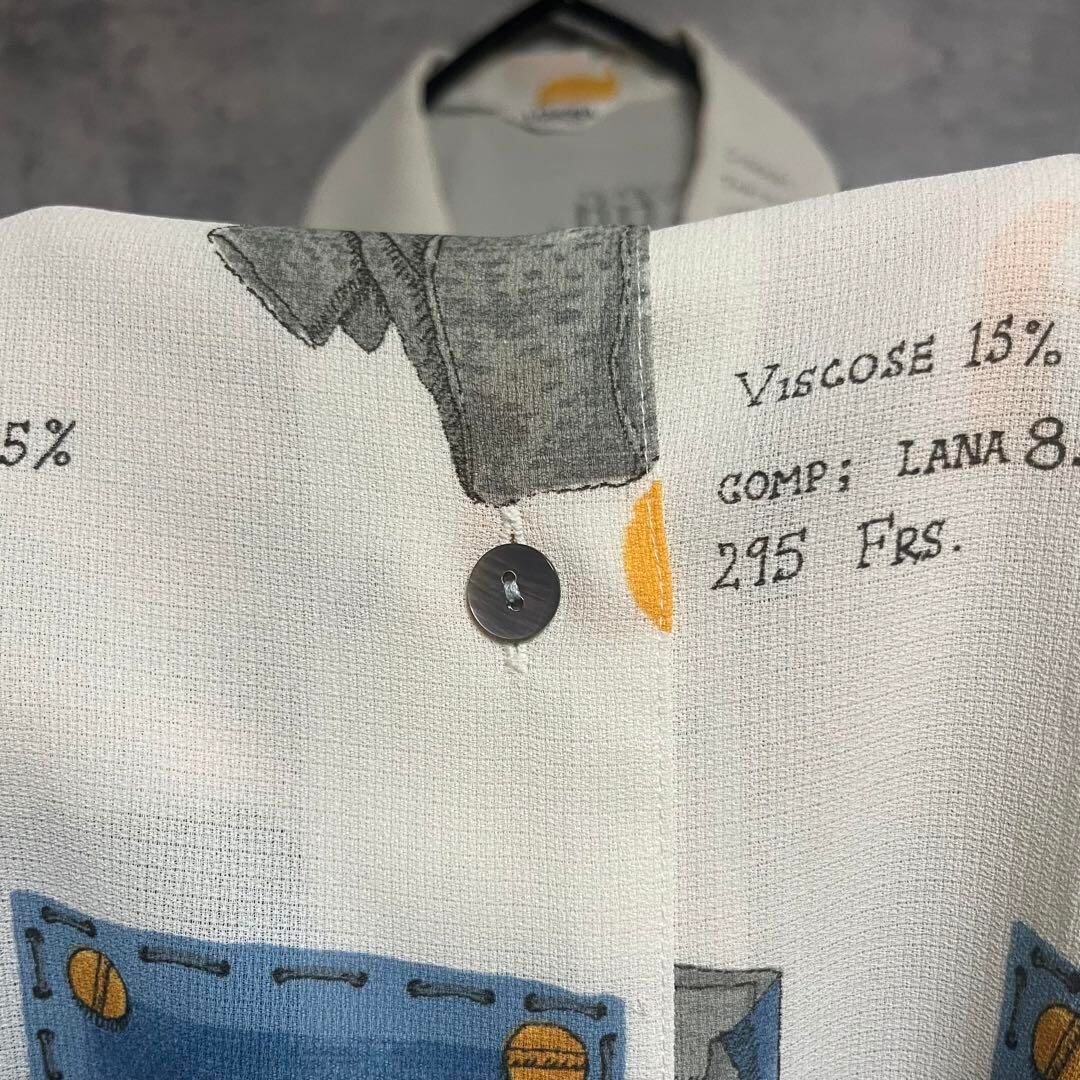 VISCOSE 15%
5%
COMP; LANA 8
295 FRS.